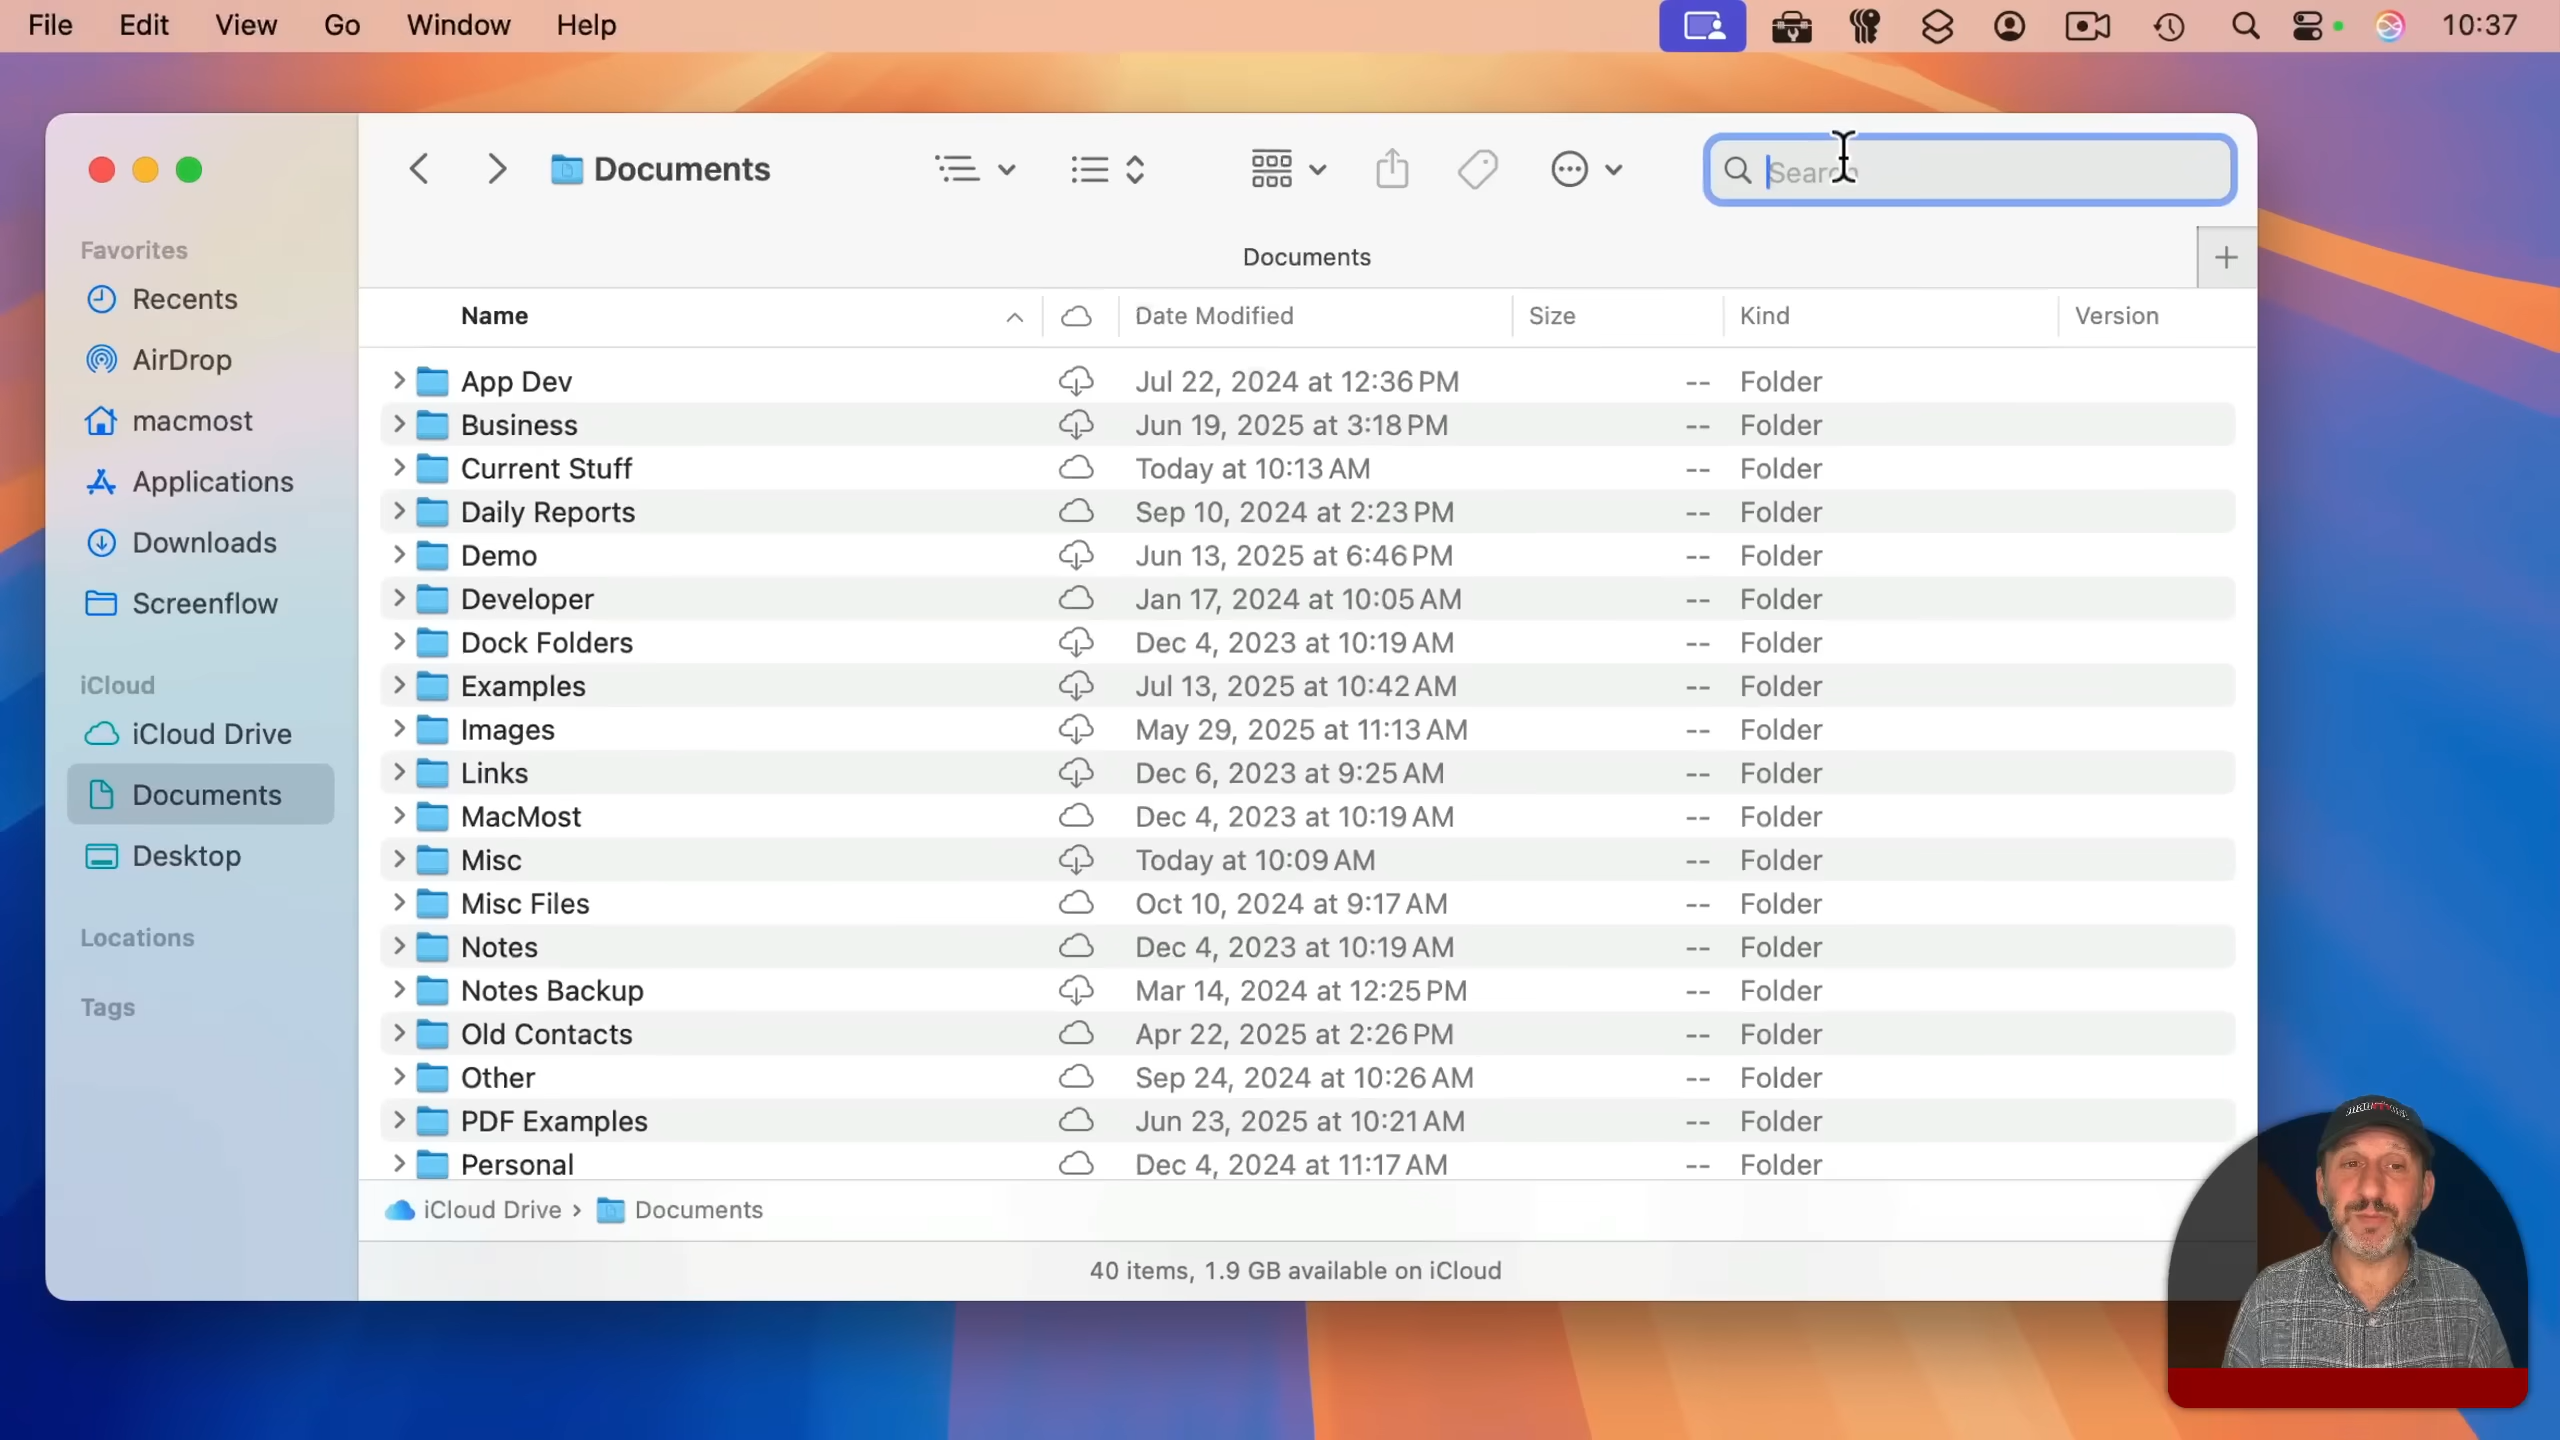 File Edit View Go Window Help 10:37
Documents
Search
Documents
+
Favorites
Recents
AirDrop
macmost
Applications
Downloads
Screenflow
iCloud
iCloud Drive
Documents
Desktop
Locations
Tags
Name Date Modified Size Kind Version
App Dev Jul 22, 2024 at 12:36 PM -- Folder
Business Jun 19, 2025 at 3:18 PM -- Folder
Current Stuff Today at 10:13 AM -- Folder
Daily Reports Sep 10, 2024 at 2:23 PM -- Folder
Demo Jun 13, 2025 at 6:46 PM -- Folder
Developer Jan 17, 2024 at 10:05 AM -- Folder
Dock Folders Dec 4, 2023 at 10:19 AM -- Folder
Examples Jul 13, 2025 at 10:42 AM -- Folder
Images May 29, 2025 at 11:13 AM -- Folder
Links Dec 6, 2023 at 9:25 AM -- Folder
MacMost Dec 4, 2023 at 10:19 AM -- Folder
Misc Today at 10:09 AM -- Folder
Misc Files Oct 10, 2024 at 9:17 AM -- Folder
Notes Dec 4, 2023 at 10:19 AM -- Folder
Notes Backup Mar 14, 2024 at 12:25 PM -- Folder
Old Contacts Apr 22, 2025 at 2:26 PM -- Folder
Other Sep 24, 2024 at 10:26 AM -- Folder
PDF Examples Jun 23, 2025 at 10:21 AM -- Folder
Personal Dec 4, 2024 at 11:17 AM -- Folder
iCloud Drive › Documents
40 items, 1.9 GB available on iCloud